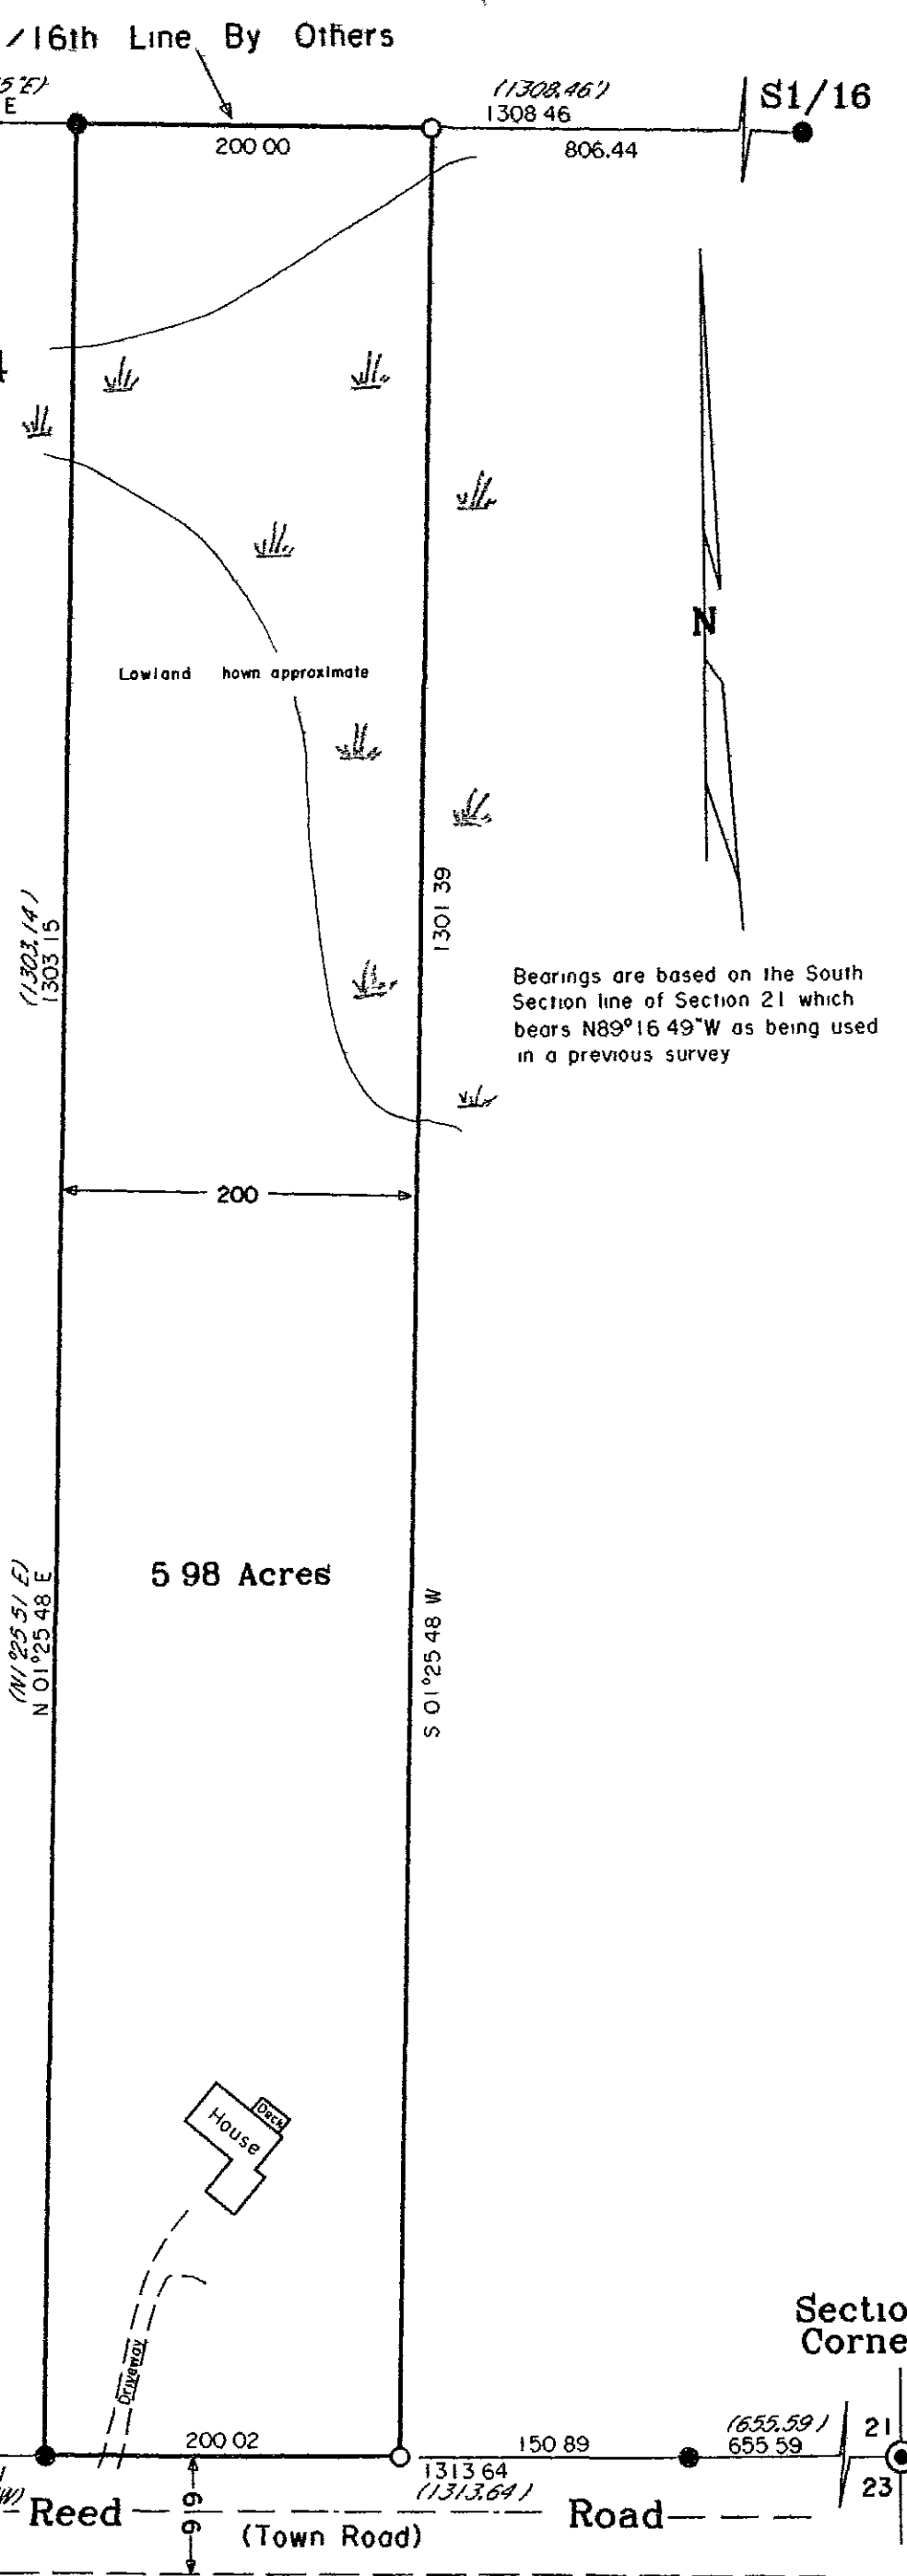 /16th Line By Others
5"E)
E
(1308.46')
1308 46
S1/16
200 00
806.44
4
N
Lowland hown approximate
(1303.14)
1303 15
1301 39
Bearings are based on the South
Section line of Section 21 which
bears N89°16 49"W as being used
in a previous survey
200
5 98 Acres
(N1°25 51 E)
N 01°25 48 E
S 01°25 48 W
House
Deck
Driveway
Sectio
Corne
200 02
150 89
(655.59)
655 59
21
23
1313 64
(1313.64)
W)
Reed
66
(Town Road)
Road